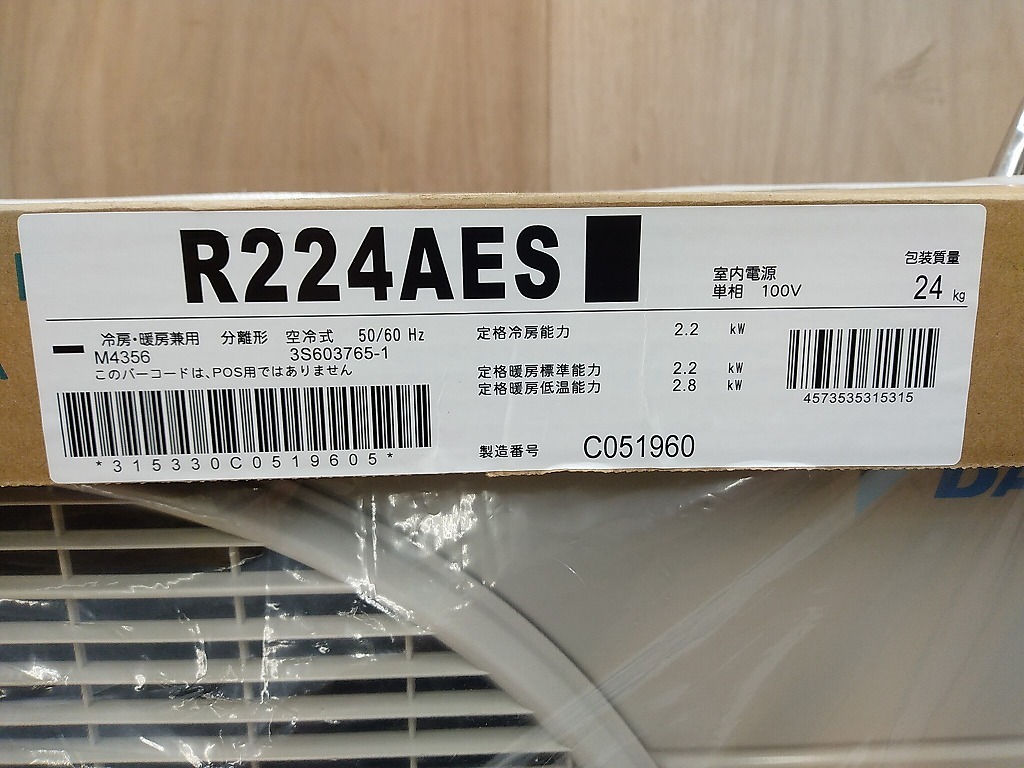 R224AES
室内電源
単相 100V
包装質量
24 kg
冷房・暖房兼用 分離形 空冷式 50/60 Hz
M4356 3S603765-1
このバーコードは、POS用ではありません
*315330C0519605*
定格冷房能力 2.2 kW
定格暖房標準能力 2.2 kW
定格暖房低温能力 2.8 kW
製造番号 C051960
4573535315315
DA